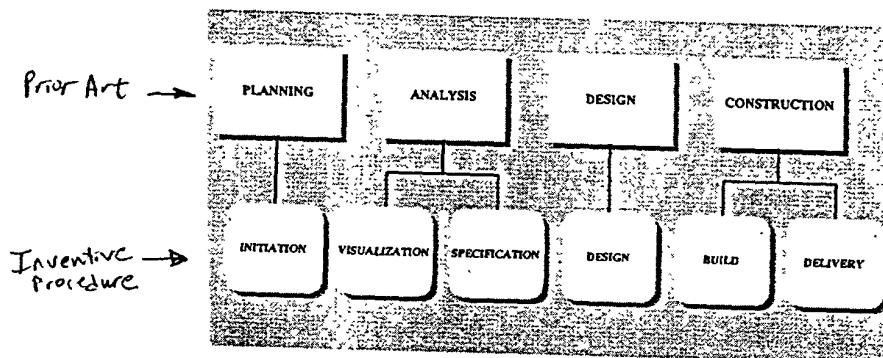 Prior Art
PLANNING
ANALYSIS
DESIGN
CONSTRUCTION
Inventive
Procedure
INITIATION
VISUALIZATION
SPECIFICATION
DESIGN
BUILD
DELIVERY